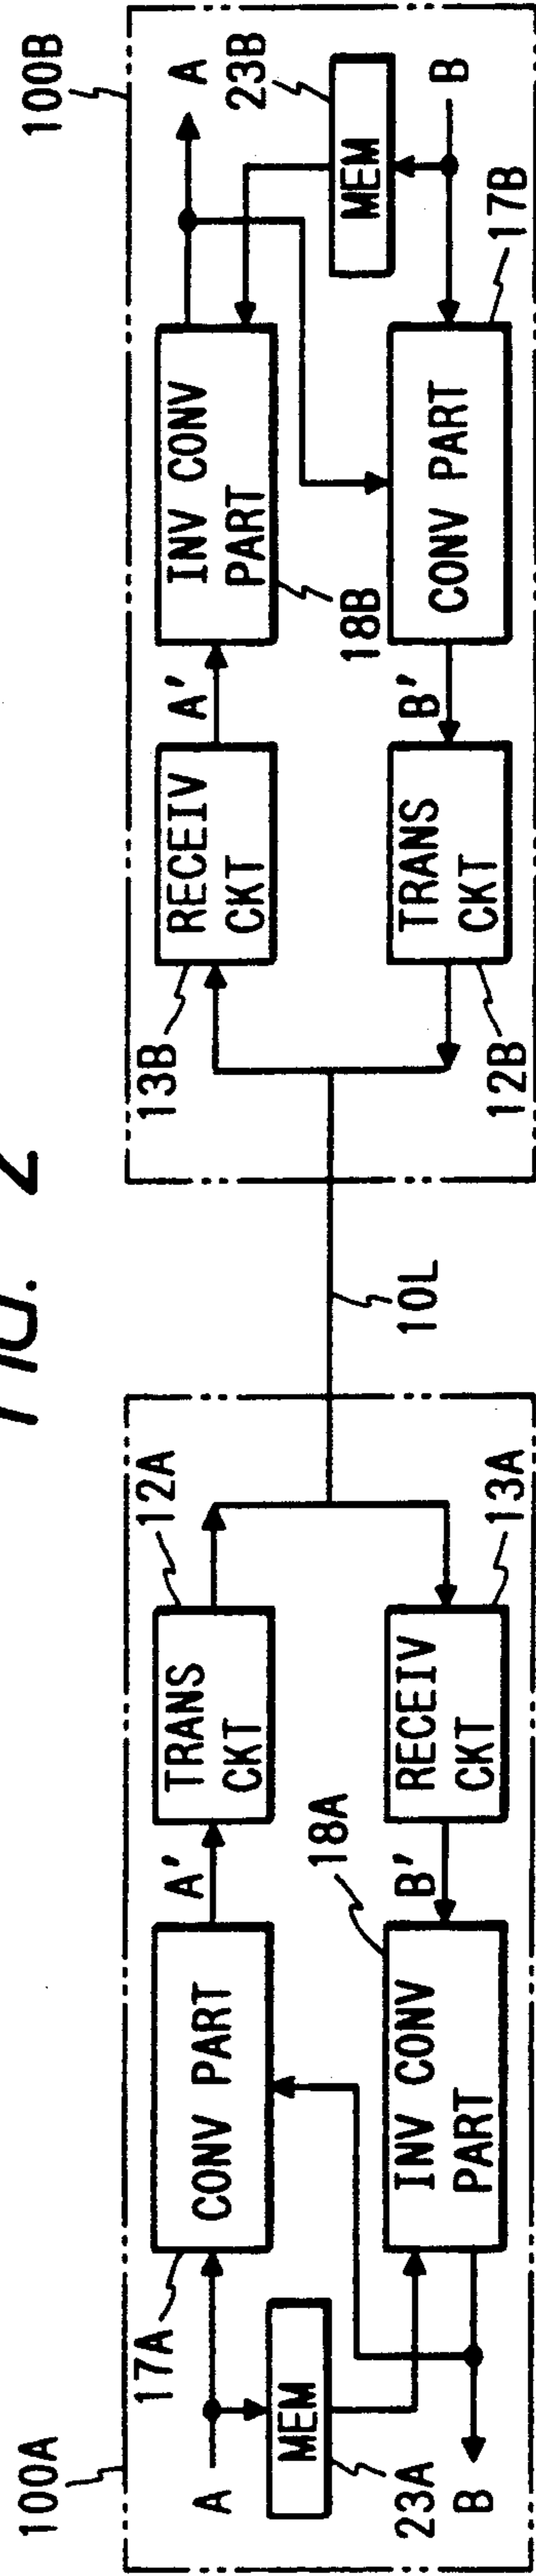 FIG. 2
100A
17A
A
CONV PART
A'
TRANS
CKT
12A
MEM
23A
18A
B
INV CONV
PART
B'
RECEIV
CKT
13A
10L
100B
13B
RECEIV
CKT
A'
INV CONV
PART
18B
A
23B
MEM
12B
TRANS
CKT
B'
CONV PART
17B
B